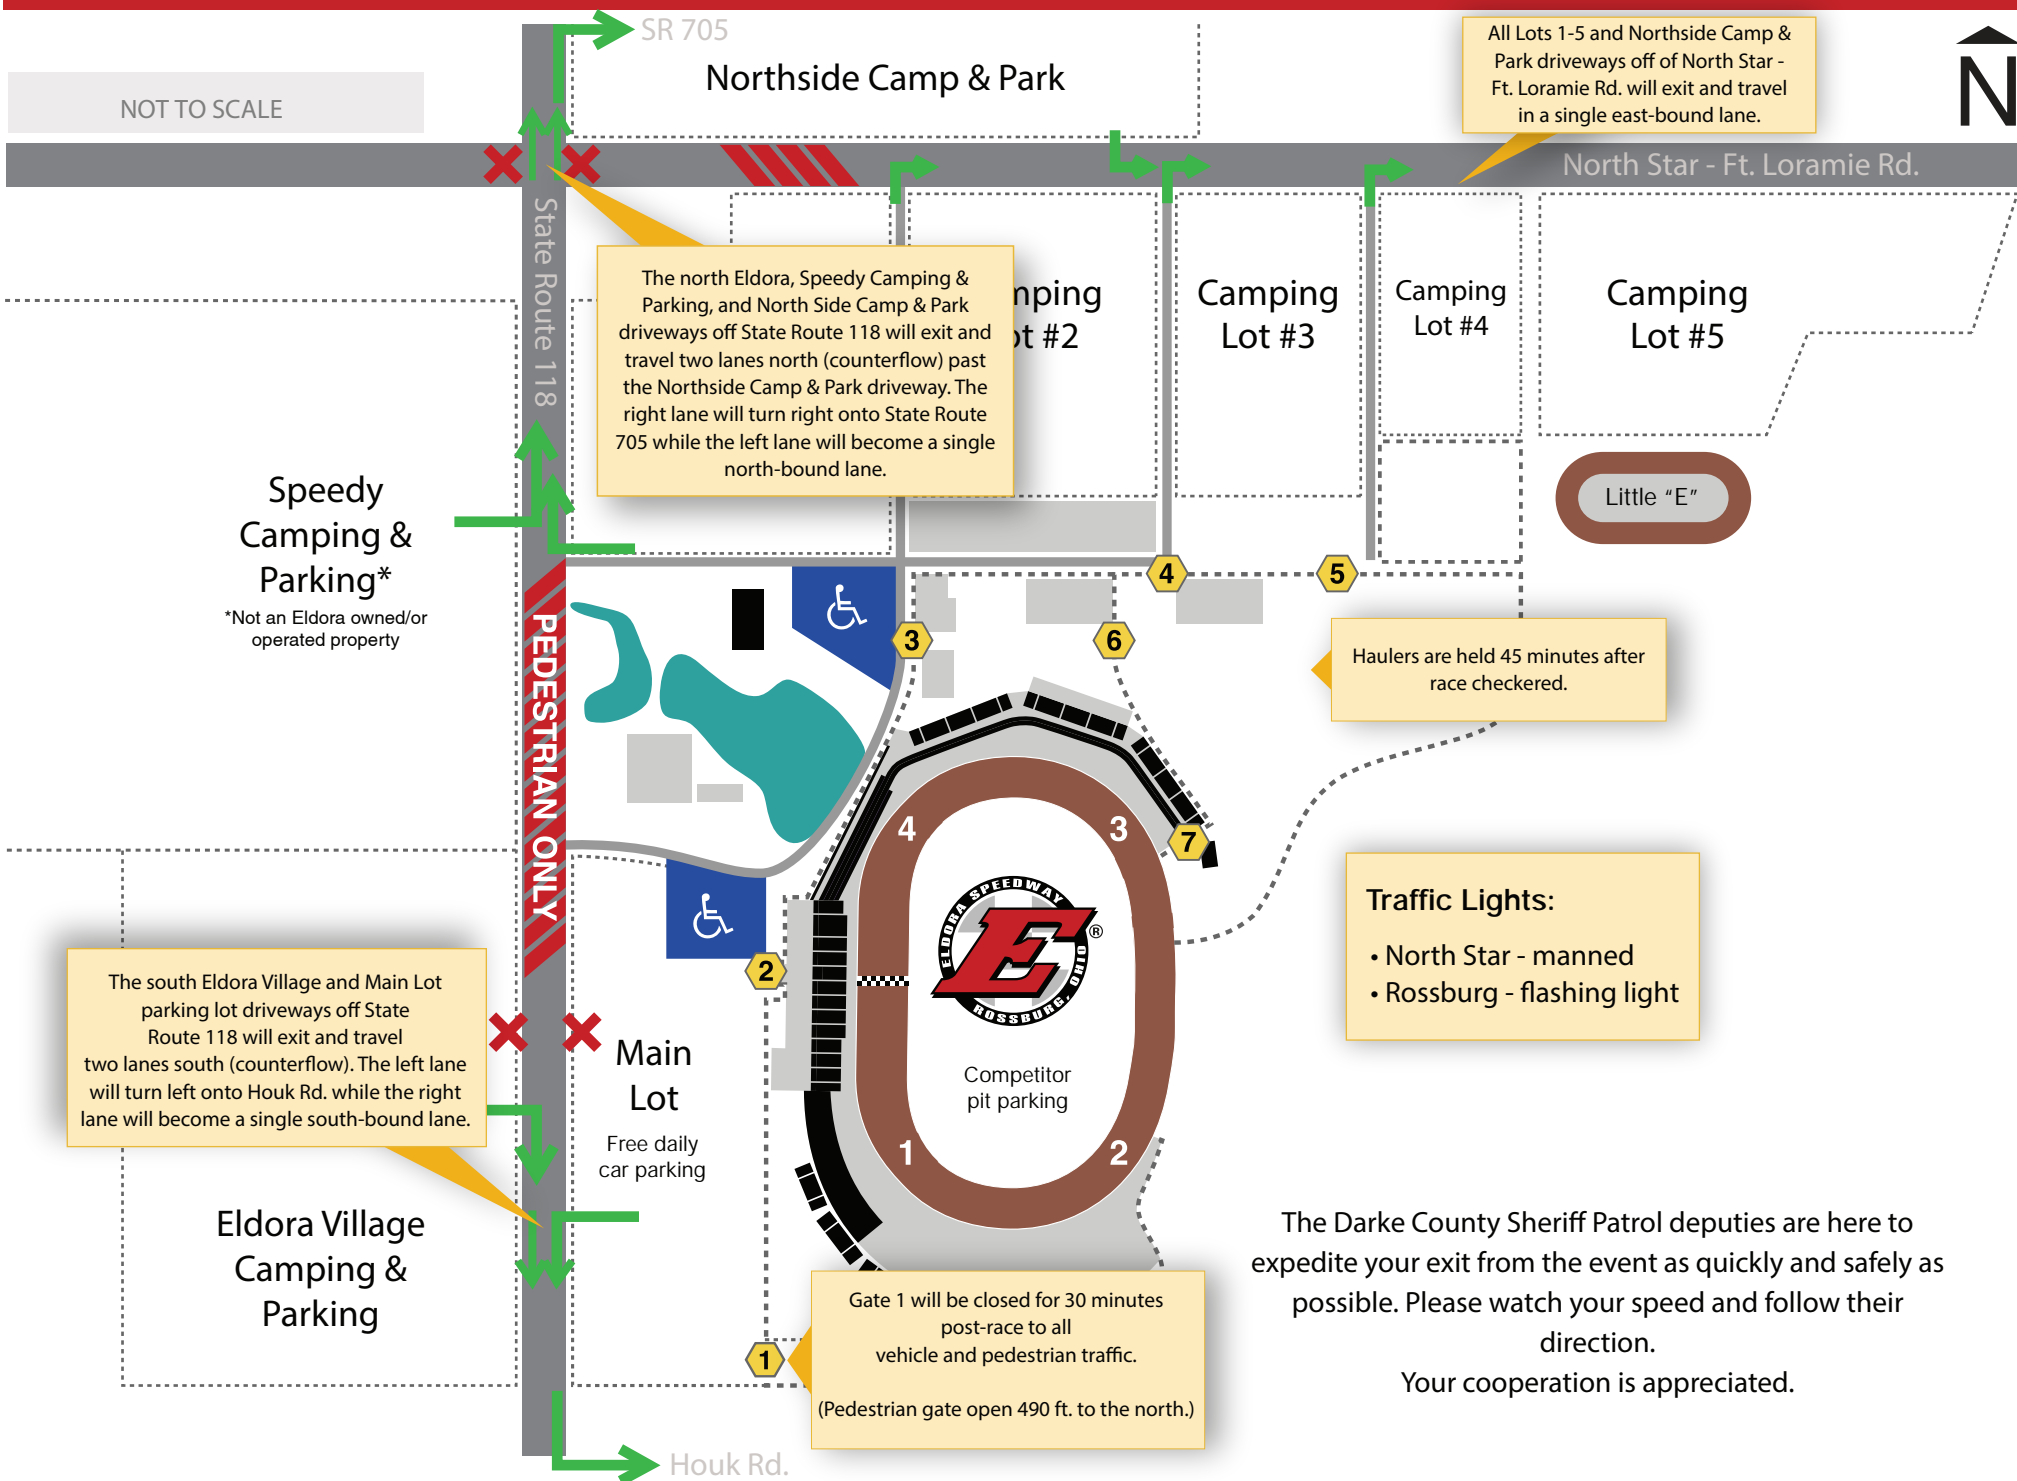 SR 705
Northside Camp & Park
NOT TO SCALE
All Lots 1-5 and Northside Camp &
Park driveways off of North Star -
Ft. Loramie Rd. will exit and travel
in a single east-bound lane.
N
North Star - Ft. Loramie Rd.
State Route 118
The north Eldora, Speedy Camping &
Parking, and North Side Camp & Park
driveways off State Route 118 will exit and
travel two lanes north (counterflow) past
the Northside Camp & Park driveway. The
right lane will turn right onto State Route
705 while the left lane will become a single
north-bound lane.
mping
ot #2
Camping
Lot #3
Camping
Lot #4
Camping
Lot #5
Speedy
Camping &
Parking*
*Not an Eldora owned/or
operated property
Little “E”
PEDESTRIAN ONLY
4
5
3
6
Haulers are held 45 minutes after
race checkered.
4
3
7
ELDORA SPEEDWAY
E ®
ROSSBURG, OHIO
2
Traffic Lights:
• North Star - manned
• Rossburg - flashing light
The south Eldora Village and Main Lot
parking lot driveways off State
Route 118 will exit and travel
two lanes south (counterflow). The left lane
will turn left onto Houk Rd. while the right
lane will become a single south-bound lane.
Main
Lot
Free daily
car parking
Competitor
pit parking
1
2
Eldora Village
Camping &
Parking
The Darke County Sheriff Patrol deputies are here to
expedite your exit from the event as quickly and safely as
possible. Please watch your speed and follow their
direction.
Your cooperation is appreciated.
1
Gate 1 will be closed for 30 minutes
post-race to all
vehicle and pedestrian traffic.
(Pedestrian gate open 490 ft. to the north.)
Houk Rd.